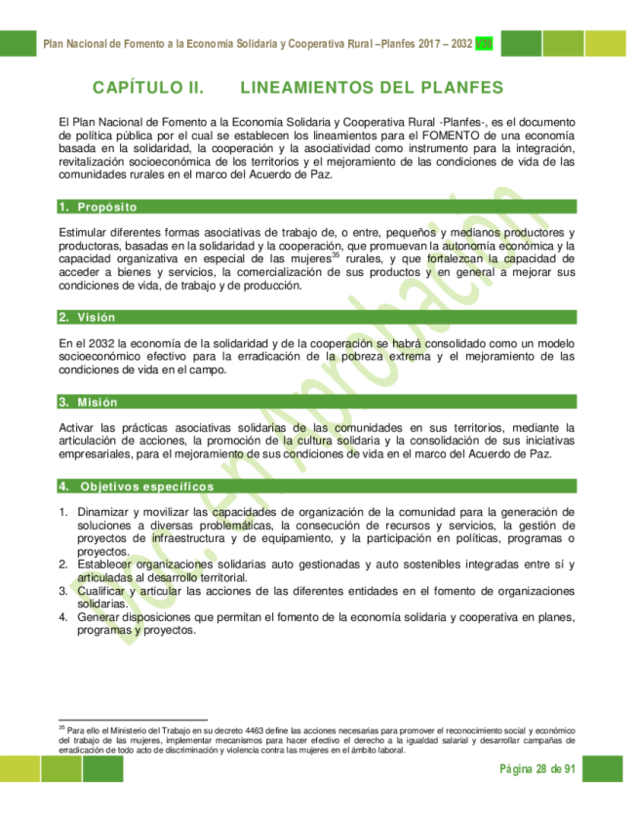 Plan Nacional de Fomento a la Economía Solidaria y Cooperativa Rural –Planfes 2017 – 2032 v39
CAPÍTULO II. LINEAMIENTOS DEL PLANFES
El Plan Nacional de Fomento a la Economía Solidaria y Cooperativa Rural -Planfes-, es el documento
de política pública por el cual se establecen los lineamientos para el FOMENTO de una economía
basada en la solidaridad, la cooperación y la asociatividad como instrumento para la integración,
revitalización socioeconómica de los territorios y el mejoramiento de las condiciones de vida de las
comunidades rurales en el marco del Acuerdo de Paz.
1. Propósito
Estimular diferentes formas asociativas de trabajo de, o entre, pequeños y medianos productores y
productoras, basadas en la solidaridad y la cooperación, que promuevan la autonomía económica y la
capacidad organizativa en especial de las mujeres35 rurales, y que fortalezcan la capacidad de
acceder a bienes y servicios, la comercialización de sus productos y en general a mejorar sus
condiciones de vida, de trabajo y de producción.
2. Visión
En el 2032 la economía de la solidaridad y de la cooperación se habrá consolidado como un modelo
socioeconómico efectivo para la erradicación de la pobreza extrema y el mejoramiento de las
condiciones de vida en el campo.
3. Misión
Activar las prácticas asociativas solidarias de las comunidades en sus territorios, mediante la
articulación de acciones, la promoción de la cultura solidaria y la consolidación de sus iniciativas
empresariales, para el mejoramiento de sus condiciones de vida en el marco del Acuerdo de Paz.
4. Objetivos específicos
1. Dinamizar y movilizar las capacidades de organización de la comunidad para la generación de
soluciones a diversas problemáticas, la consecución de recursos y servicios, la gestión de
proyectos de infraestructura y de equipamiento, y la participación en políticas, programas o
proyectos.
2. Establecer organizaciones solidarias auto gestionadas y auto sostenibles integradas entre sí y
articuladas al desarrollo territorial.
3. Cualificar y articular las acciones de las diferentes entidades en el fomento de organizaciones
solidarias.
4. Generar disposiciones que permitan el fomento de la economía solidaria y cooperativa en planes,
programas y proyectos.
Doc. en Aprobación
35 Para ello el Ministerio del Trabajo en su decreto 4463 define las acciones necesarias para promover el reconocimiento social y económico
del trabajo de las mujeres, implementar mecanismos para hacer efectivo el derecho a la igualdad salarial y desarrollar campañas de
erradicación de todo acto de discriminación y violencia contra las mujeres en el ámbito laboral.
Página 28 de 91